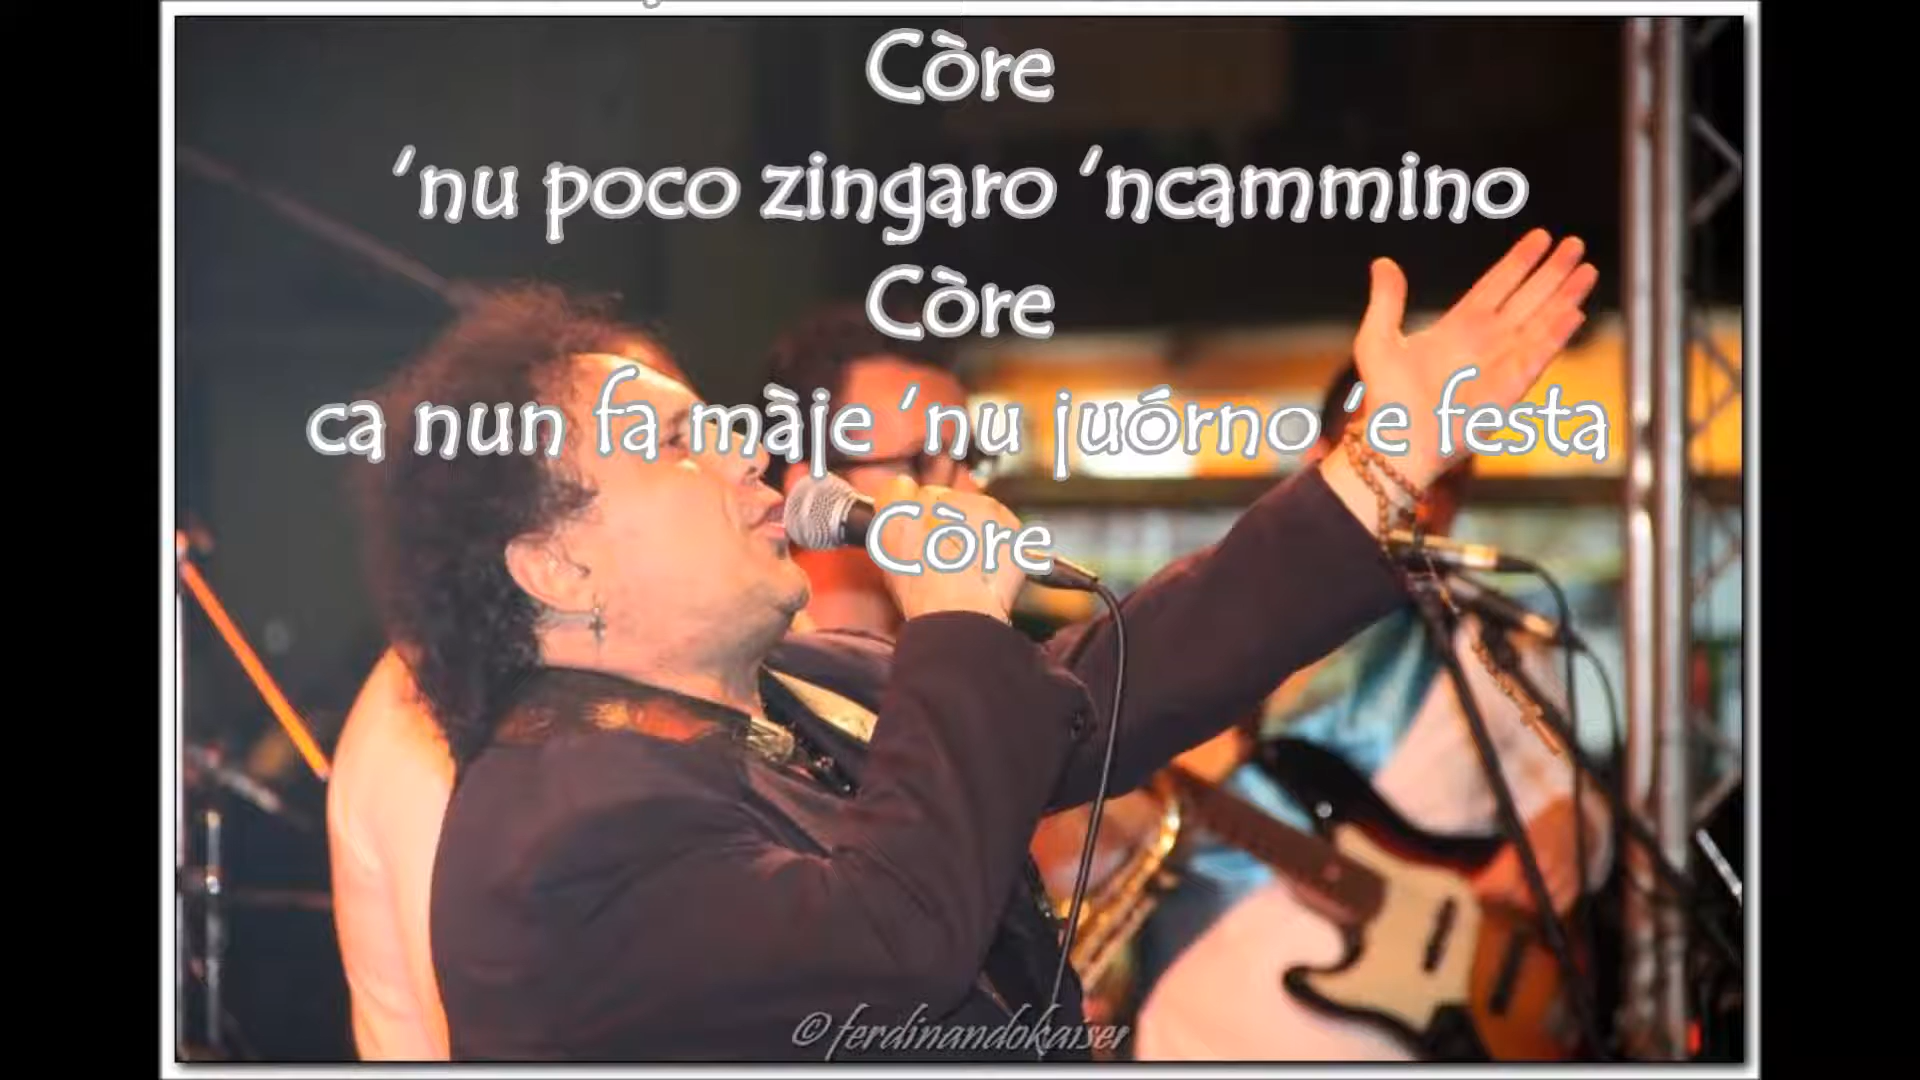 Còre
‘nu poco zingaro ‘ncammino
Còre
ca nun fa màje ‘nu juórno ‘e festa
Còre
© ferdinandokaiser